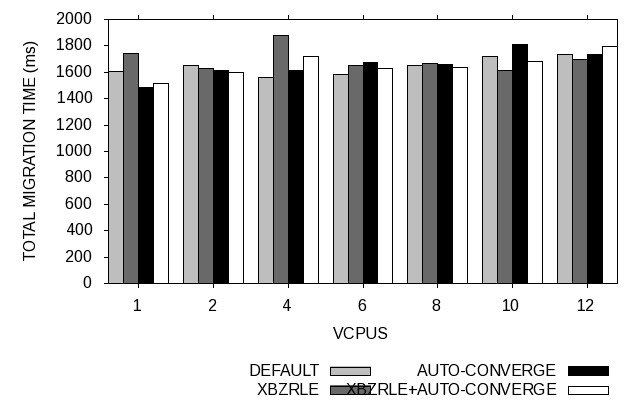 2000
1800
1600
1400
1200
1000
800
600
400
200
0
TOTAL MIGRATION TIME (ms)
1 2 4 6 8 10 12
VCPUS
DEFAULT AUTO-CONVERGE
XBZRLE XBZRLE+AUTO-CONVERGE